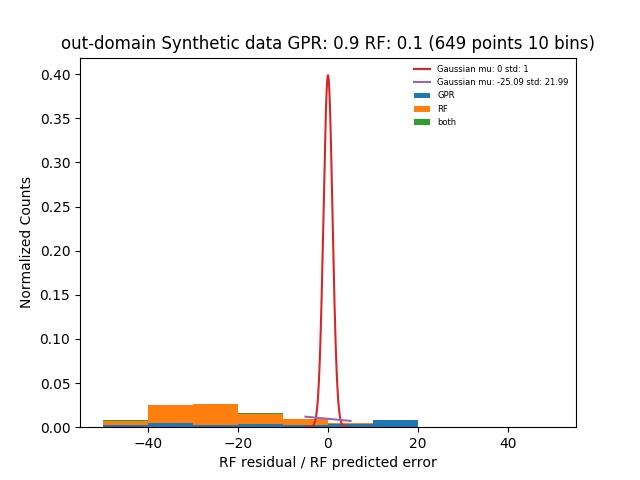 out-domain Synthetic data GPR: 0.9 RF: 0.1 (649 points 10 bins)
Gaussian mu: 0 std: 1
Gaussian mu: -25.09 std: 21.99
GPR
RF
both
Normalized Counts
0.40
0.35
0.30
0.25
0.20
0.15
0.10
0.05
0.00
−40 −20 0 20 40
RF residual / RF predicted error